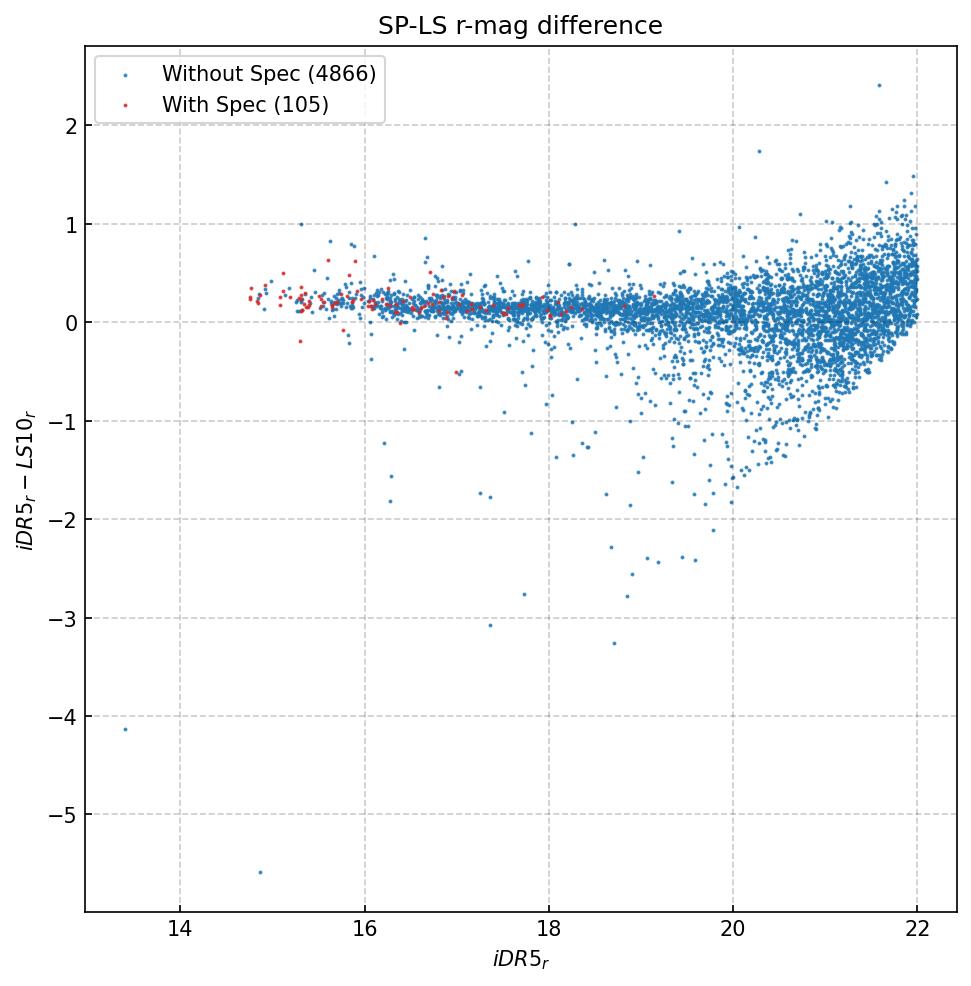 SP-LS r-mag difference
Without Spec (4866)
With Spec (105)
2
1
0
−1
−2
−3
−4
−5
iDR5r − LS10r
14
16
18
20
22
iDR5r